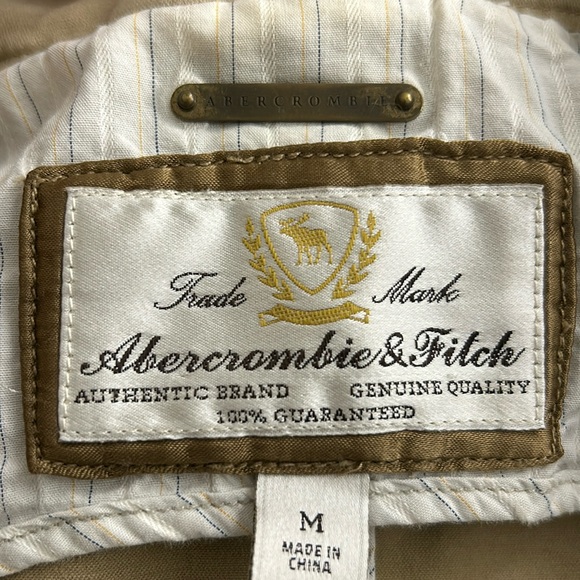 ABERCROMBIE
Trade Mark
Abercrombie & Fitch
AUTHENTIC BRAND GENUINE QUALITY
100% GUARANTEED
M
MADE IN
CHINA